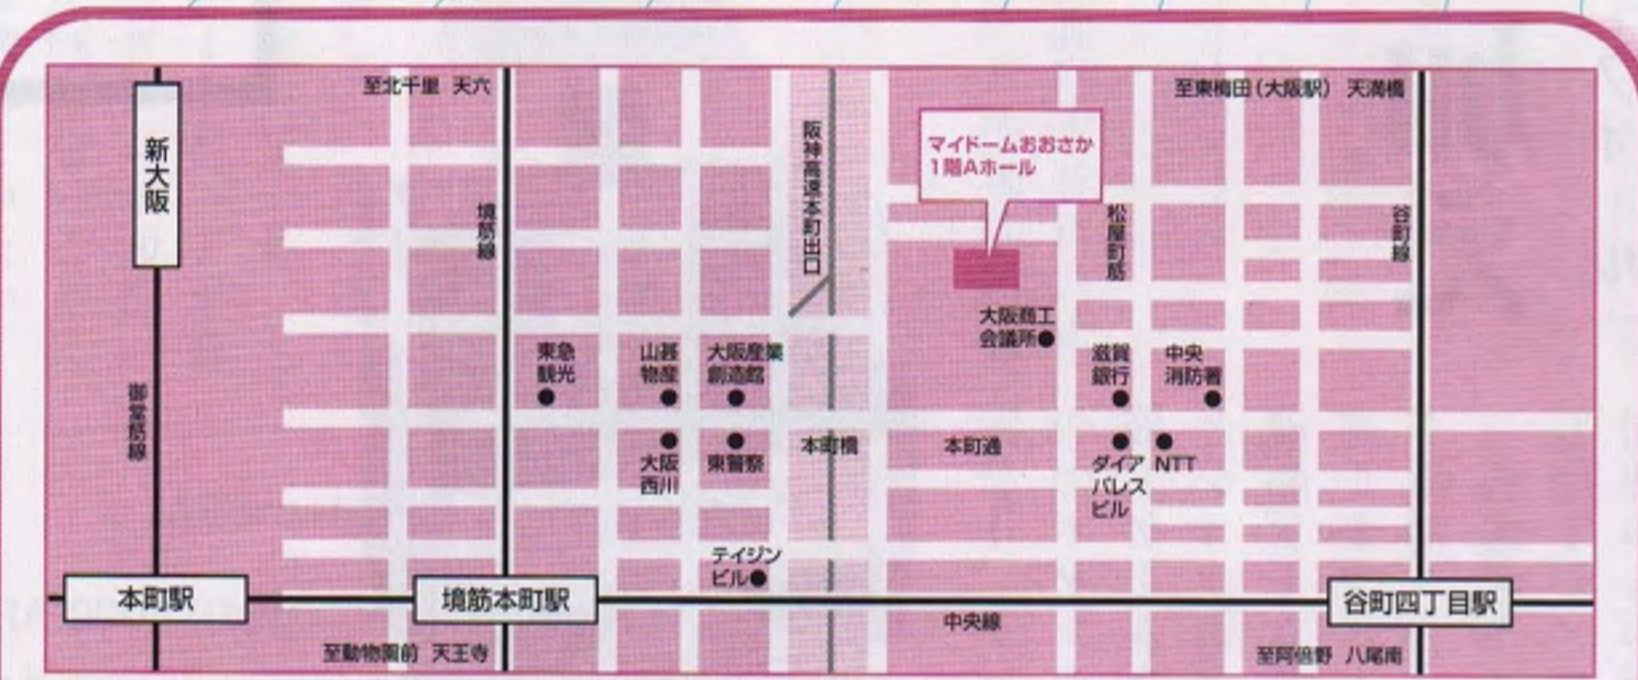 至北千里 天六
至東梅田(大阪駅) 天満橋
新大阪
阪神高速本町出口
マイドームおおさか
1階Aホール
境筋線
松屋町筋
谷町線
大阪商工
会議所
御堂筋線
東急
観光
山甚
物産
大阪産業
創造館
滋賀
銀行
中央
消防署
大阪
西川
東警察
本町橋
本町通
ダイア
パレス
ビル
NTT
テイジン
ビル
本町駅
境筋本町駅
谷町四丁目駅
中央線
至動物園前 天王寺
至阿倍野 八尾南